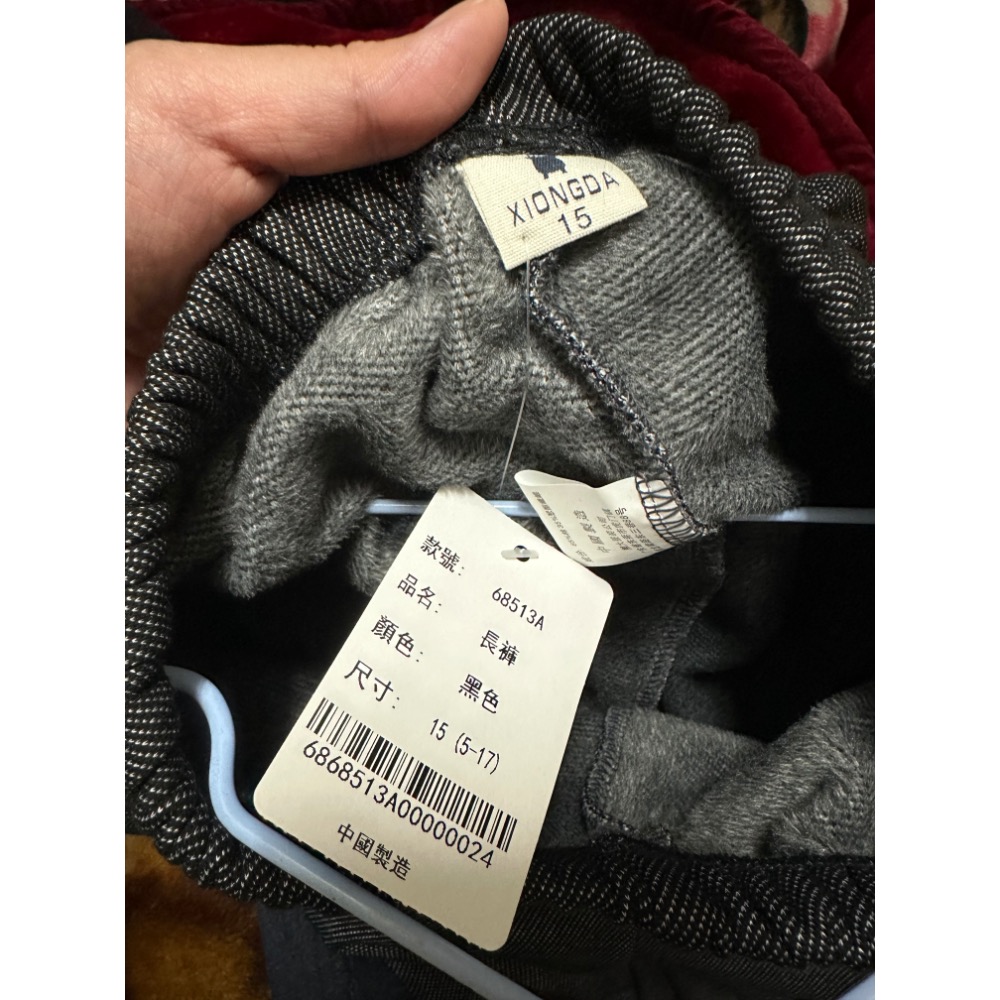 XIONGDA
15
款號: 68513A
品名: 長褲
顏色: 黑色
尺寸: 15 (5-17)
6868513A00000024
中國製造